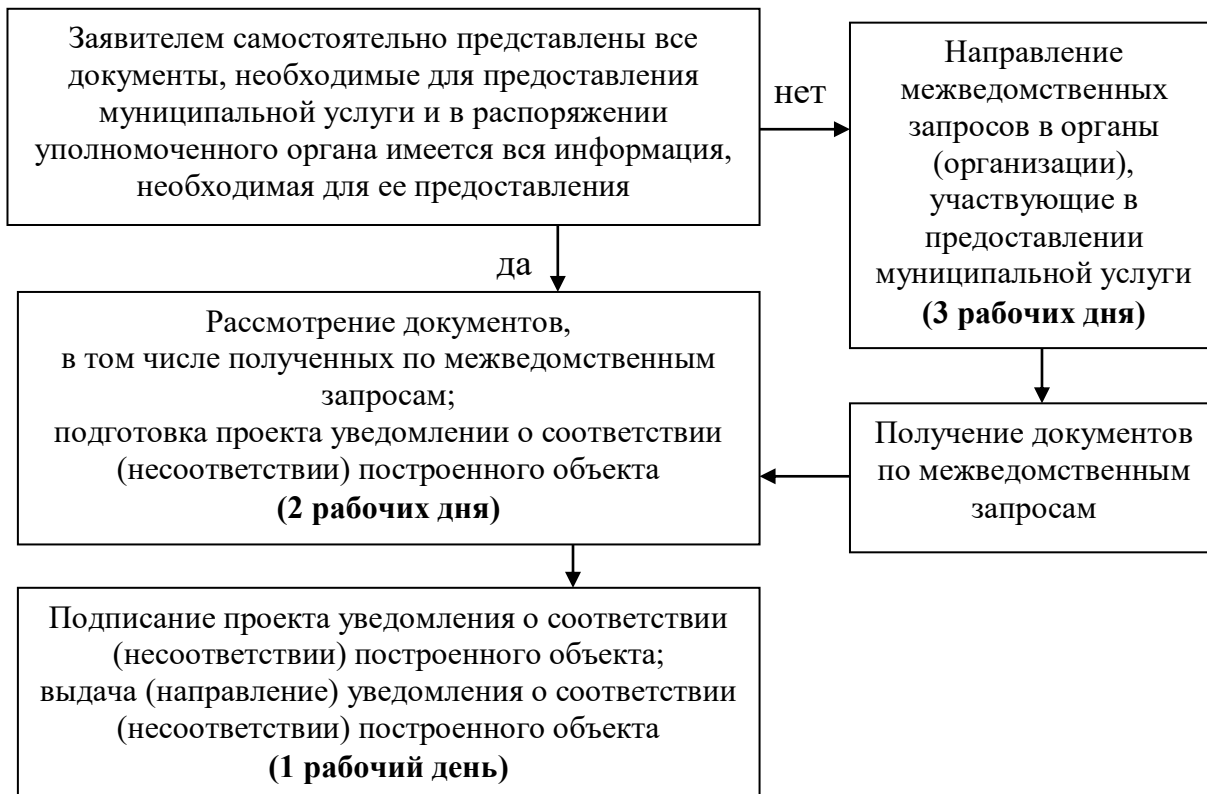 Заявителем самостоятельно представлены все
документы, необходимые для предоставления
муниципальной услуги и в распоряжении
уполномоченного органа имеется вся информация,
необходимая для ее предоставления
нет
Направление
межведомственных
запросов в органы
(организации),
участвующие в
предоставлении
муниципальной услуги
(3 рабочих дня)
да
Рассмотрение документов,
в том числе полученных по межведомственным
запросам;
подготовка проекта уведомлении о соответствии
(несоответствии) построенного объекта
(2 рабочих дня)
Получение документов
по межведомственным
запросам
Подписание проекта уведомления о соответствии
(несоответствии) построенного объекта;
выдача (направление) уведомления о соответствии
(несоответствии) построенного объекта
(1 рабочий день)